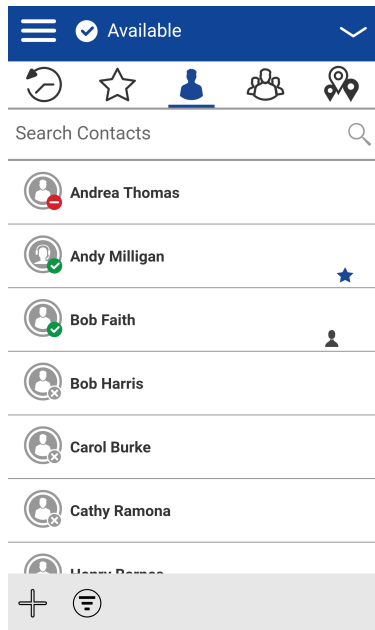 Available
Search Contacts
Andrea Thomas
Andy Milligan
Bob Faith
Bob Harris
Carol Burke
Cathy Ramona